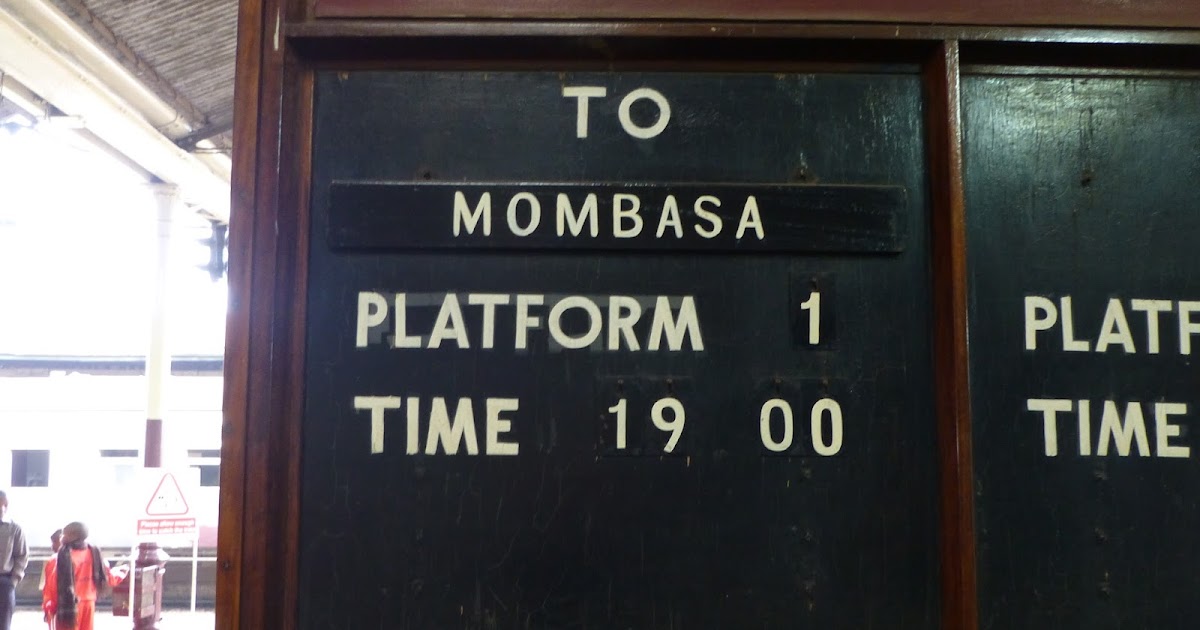 TO
MOMBASA
PLATFORM 1
TIME 19 00
PLATF
TIME